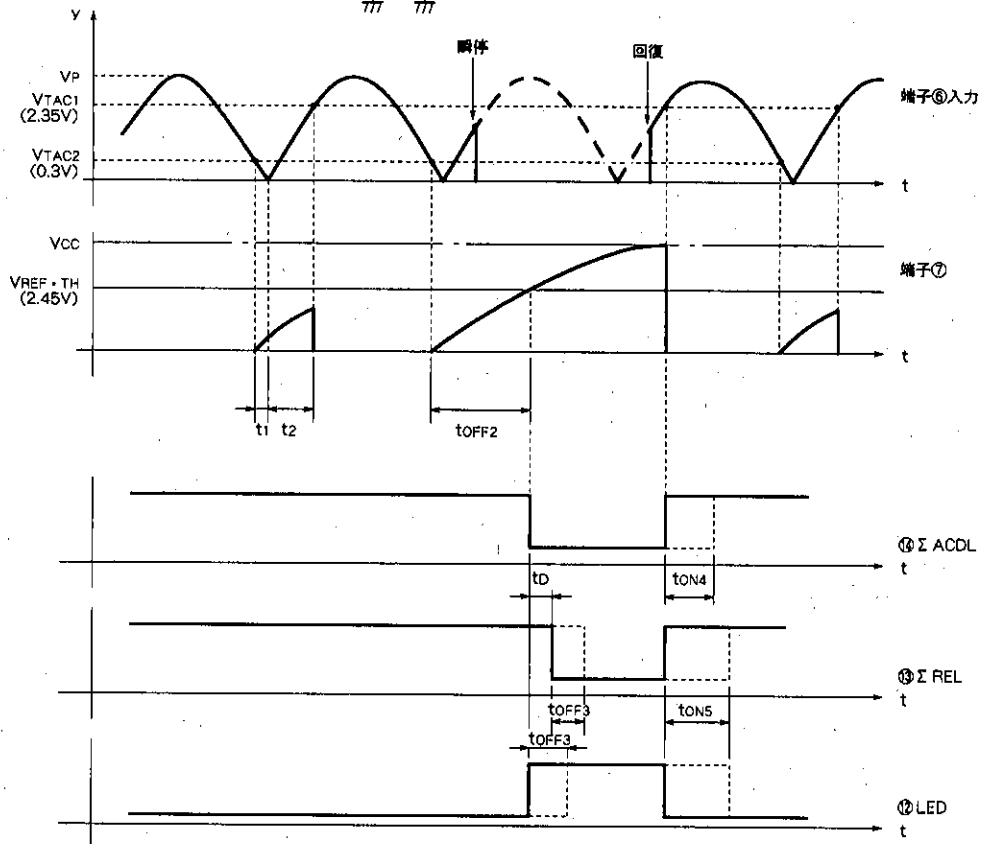 y
瞬停
回復
VP
VTAC1
(2.35V)
端子⑥入力
VTAC2
(0.3V)
t
VCC
端子⑦
VREF・TH
(2.45V)
t
t1 t2
tOFF2
⑭Σ ACDL
t
tD
tON4
⑬Σ REL
t
tOFF3
tON5
tOFF3
⑫LED
t